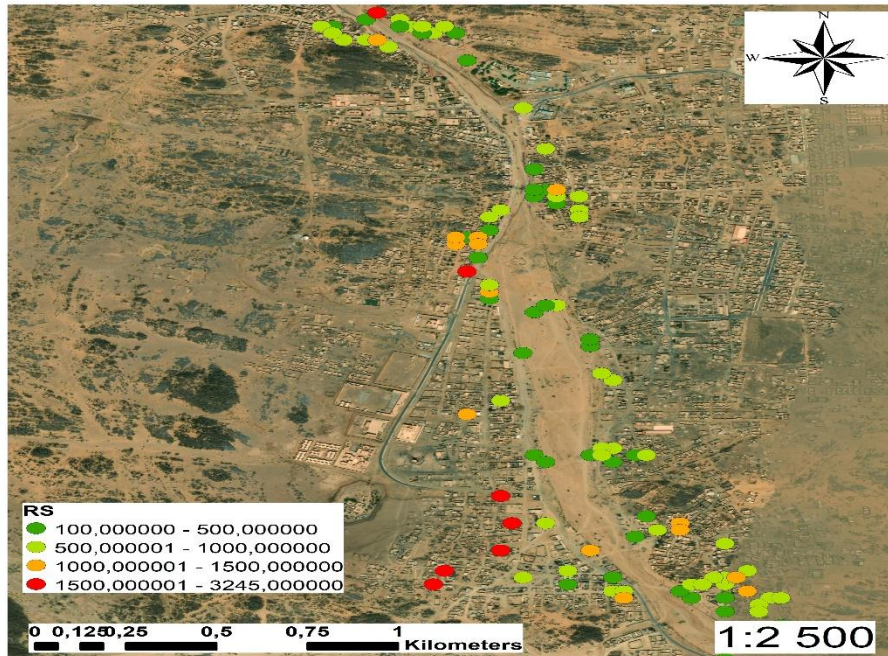 N
W
S
RS
100,000000 - 500,000000
500,000001 - 1000,000000
1000,000001 - 1500,000000
1500,000001 - 3245,000000
0 0,125 0,25 0,5 0,75 1
Kilometers
1:2 500